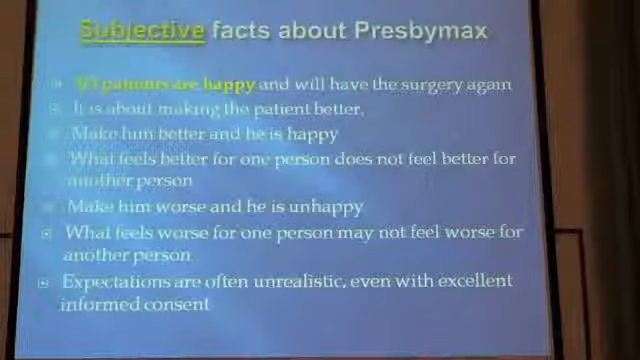 Subjective facts about Presbymax
patients are happy and will have the surgery again
It is about making the patient better.
Make him better and he is happy
What feels better for one person does not feel better for
another person
Make him worse and he is unhappy
What feels worse for one person may not feel worse for
another person
Expectations are often unrealistic, even with excellent
informed consent